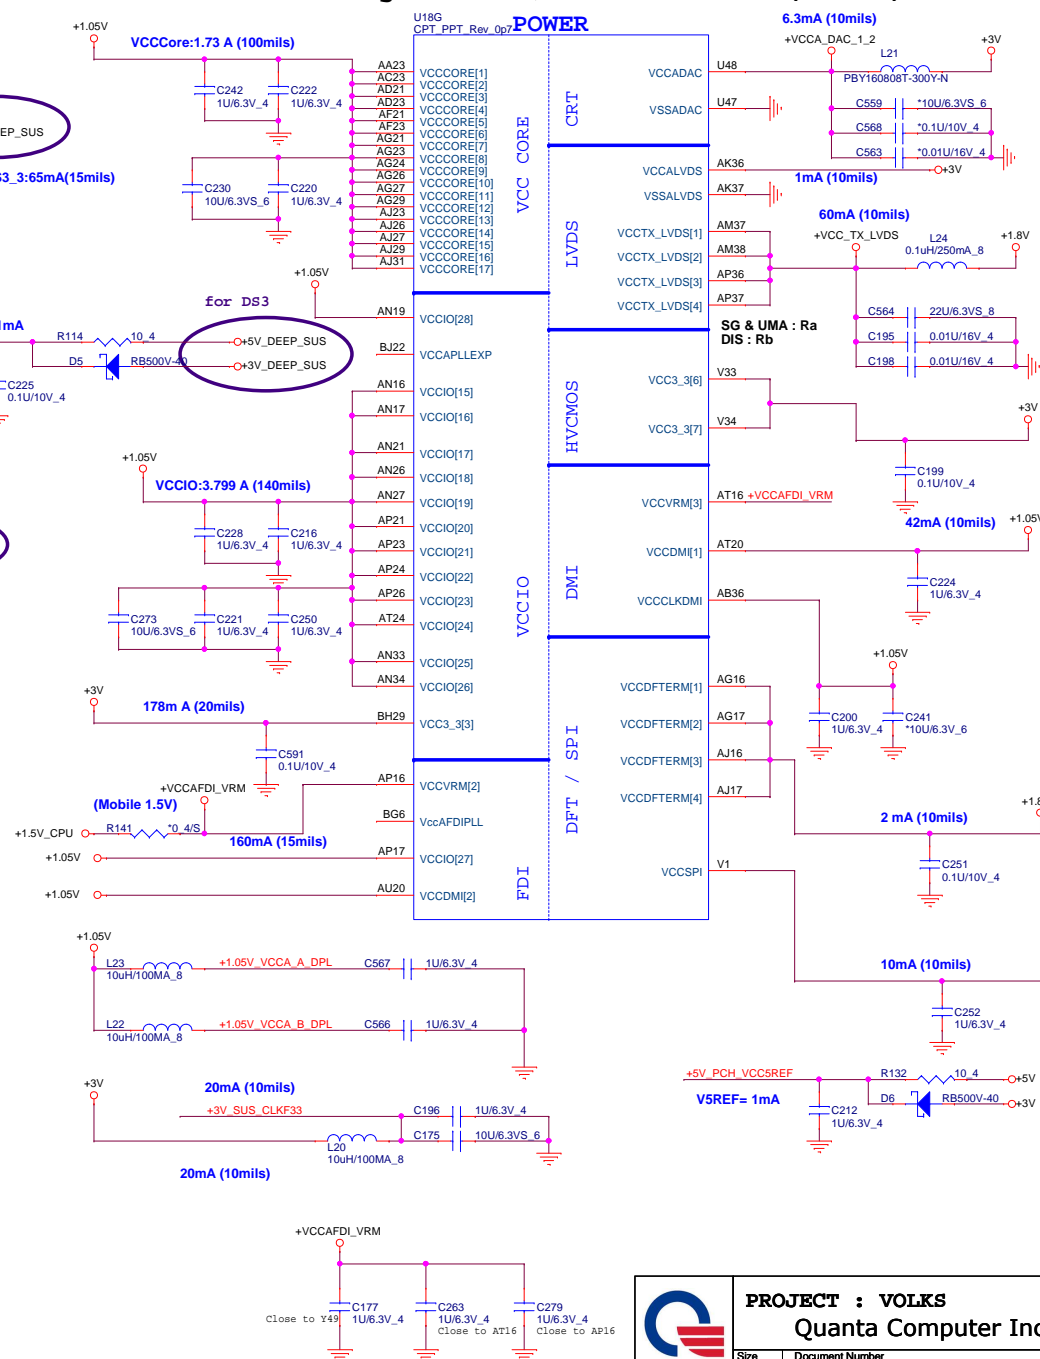 U18G
CPT_PPT_Rev_0p7
POWER
+1.05V
VCCCore:1.73 A (100mils)
C242
1U/6.3V_4
C222
1U/6.3V_4
C230
10U/6.3VS_6
C220
1U/6.3V_4
EP_SUS
S3_3:65mA(15mils)
AA23
AC23
AD21
AD23
AF21
AF23
AG21
AG23
AG24
AG26
AG27
AG29
AJ23
AJ26
AJ27
AJ29
AJ31
VCCCORE[1]
VCCCORE[2]
VCCCORE[3]
VCCCORE[4]
VCCCORE[5]
VCCCORE[6]
VCCCORE[7]
VCCCORE[8]
VCCCORE[9]
VCCCORE[10]
VCCCORE[11]
VCCCORE[12]
VCCCORE[13]
VCCCORE[14]
VCCCORE[15]
VCCCORE[16]
VCCCORE[17]
VCC CORE
CRT
LVDS
HVCMOS
DMI
VCCIO
DFT / SPI
FDI
6.3mA (10mils)
+VCCA_DAC_1_2
L21
PBY160808T-300Y-N
+3V
VCCADAC
U48
VSSADAC
U47
C559
*10U/6.3VS_6
C568
*0.1U/10V_4
C563
*0.01U/16V_4
VCCALVDS
AK36
+3V
1mA (10mils)
VSSALVDS
AK37
60mA (10mils)
+VCC_TX_LVDS
L24
0.1uH/250mA_8
+1.8V
VCCTX_LVDS[1]
AM37
VCCTX_LVDS[2]
AM38
VCCTX_LVDS[3]
AP36
VCCTX_LVDS[4]
AP37
C564
22U/6.3VS_8
C195
0.01U/16V_4
C198
0.01U/16V_4
SG & UMA : Ra
DIS : Rb
+1.05V
AN19
VCCIO[28]
for DS3
1mA
R114
10_4
+5V_DEEP_SUS
D5
RB500V-40
+3V_DEEP_SUS
C225
0.1U/10V_4
BJ22
VCCAPLLEXP
AN16
VCCIO[15]
AN17
VCCIO[16]
AN21
VCCIO[17]
AN26
VCCIO[18]
AN27
VCCIO[19]
AP21
VCCIO[20]
AP23
VCCIO[21]
AP24
VCCIO[22]
AP26
VCCIO[23]
AT24
VCCIO[24]
AN33
VCCIO[25]
AN34
VCCIO[26]
VCC3_3[6]
V33
VCC3_3[7]
V34
+3V
C199
0.1U/10V_4
+1.05V
VCCIO:3.799 A (140mils)
C228
1U/6.3V_4
C216
1U/6.3V_4
C273
10U/6.3VS_6
C221
1U/6.3V_4
C250
1U/6.3V_4
VCCVRM[3]
AT16
+VCCAFDI_VRM
42mA (10mils)
+1.05V
VCCDMI[1]
AT20
C224
1U/6.3V_4
VCCCLKDMI
AB36
+1.05V
C200
1U/6.3V_4
C241
*10U/6.3V_6
+3V
178m A (20mils)
BH29
VCC3_3[3]
C591
0.1U/10V_4
VCCDFTERM[1]
AG16
VCCDFTERM[2]
AG17
VCCDFTERM[3]
AJ16
VCCDFTERM[4]
AJ17
+VCCAFDI_VRM
(Mobile 1.5V)
AP16
VCCVRM[2]
+1.5V_CPU
R141
*0_4/S
BG6
VccAFDIPLL
160mA (15mils)
+1.05V
AP17
VCCIO[27]
+1.05V
AU20
VCCDMI[2]
+1.8
2 mA (10mils)
C251
0.1U/10V_4
VCCSPI
V1
10mA (10mils)
C252
1U/6.3V_4
+1.05V
L23
10uH/100MA_8
+1.05V_VCCA_A_DPL
C567
1U/6.3V_4
L22
10uH/100MA_8
+1.05V_VCCA_B_DPL
C566
1U/6.3V_4
+3V
20mA (10mils)
+3V_SUS_CLKF33
C196
1U/6.3V_4
L20
10uH/100MA_8
C175
10U/6.3VS_6
20mA (10mils)
+5V_PCH_VCC5REF
R132
10_4
+5V
V5REF= 1mA
D6
RB500V-40
+3V
C212
1U/6.3V_4
+VCCAFDI_VRM
C177
1U/6.3V_4
Close to Y49
C263
1U/6.3V_4
Close to AT16
C279
1U/6.3V_4
Close to AP16
PROJECT : VOLKS
Quanta Computer Inc
Size
Document Number